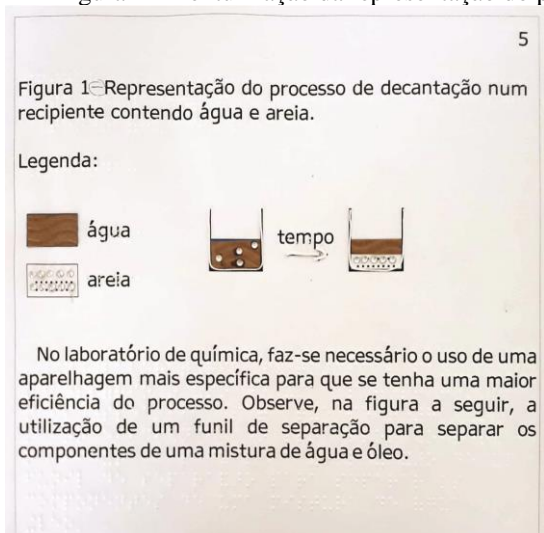 5
Figura 1 Representação do processo de decantação num
recipiente contendo água e areia.
Legenda:
água
tempo
areia
No laboratório de química, faz-se necessário o uso de uma
aparelhagem mais específica para que se tenha uma maior
eficiência do processo. Observe, na figura a seguir, a
utilização de um funil de separação para separar os
componentes de uma mistura de água e óleo.